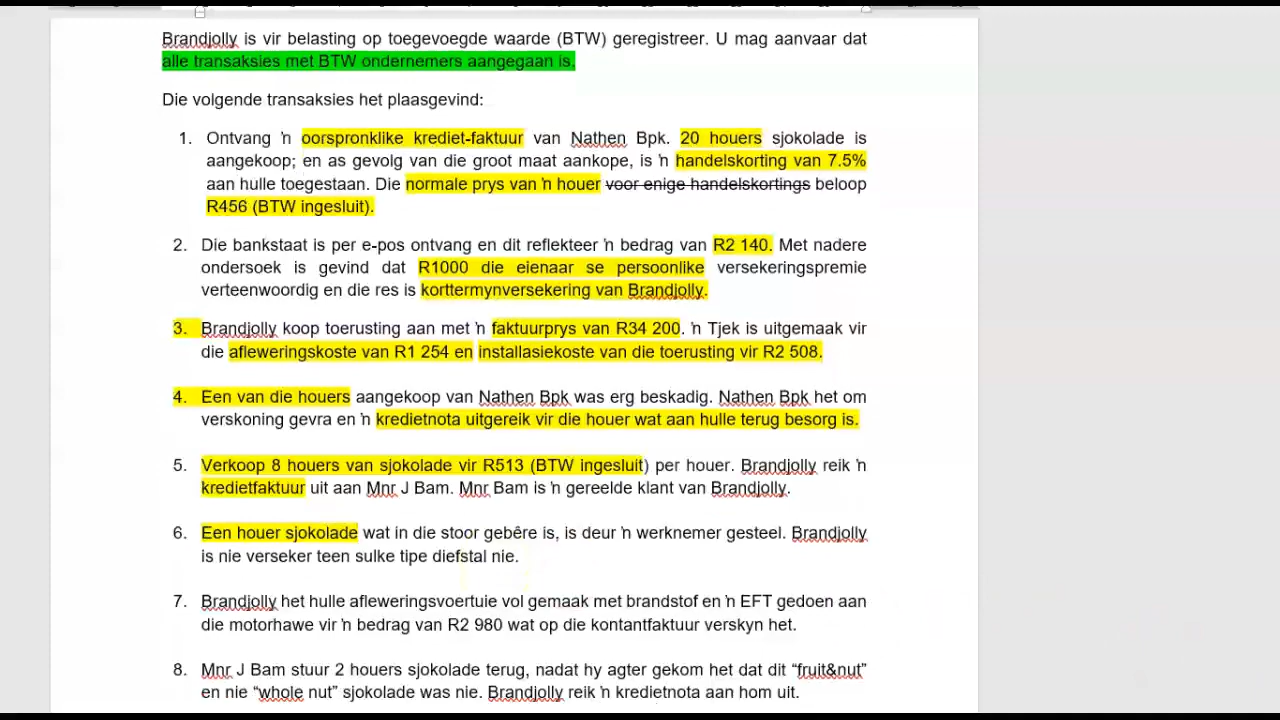 Brandjolly is vir belasting op toegevoegde waarde (BTW) geregistreer. U mag aanvaar dat
alle transaksies met BTW ondernemers aangegaan is.
Die volgende transaksies het plaasgevind:
1. Ontvang 'n oorspronklike krediet-faktuur van Nathen Bpk. 20 houers sjokolade is
aangekoop; en as gevolg van die groot maat aankope, is 'n handelskorting van 7.5%
aan hulle toegestaan. Die normale prys van 'n houer voor enige handelskortings beloop
R456 (BTW ingesluit).
2. Die bankstaat is per e-pos ontvang en dit reflekteer 'n bedrag van R2 140. Met nadere
ondersoek is gevind dat R1000 die eienaar se persoonlike versekeringspremie
verteenwoordig en die res is korttermynversekering van Brandjolly.
3. Brandjolly koop toerusting aan met 'n faktuurprys van R34 200. 'n Tjek is uitgemaak vir
die afleweringskoste van R1 254 en installasiekoste van die toerusting vir R2 508.
4. Een van die houers aangekoop van Nathen Bpk was erg beskadig. Nathen Bpk het om
verskoning gevra en 'n kredietnota uitgereik vir die houer wat aan hulle terug besorg is.
5. Verkoop 8 houers van sjokolade vir R513 (BTW ingesluit) per houer. Brandjolly reik 'n
kredietfaktuur uit aan Mnr J Bam. Mnr Bam is 'n gereelde klant van Brandjolly.
6. Een houer sjokolade wat in die stoor gebêre is, is deur 'n werknemer gesteel. Brandjolly
is nie verseker teen sulke tipe diefstal nie.
7. Brandjolly het hulle afleweringsvoertuie vol gemaak met brandstof en 'n EFT gedoen aan
die motorhawe vir 'n bedrag van R2 980 wat op die kontantfaktuur verskyn het.
8. Mnr J Bam stuur 2 houers sjokolade terug, nadat hy agter gekom het dat dit “fruit&nut”
en nie “whole nut” sjokolade was nie. Brandjolly reik 'n kredietnota aan hom uit.